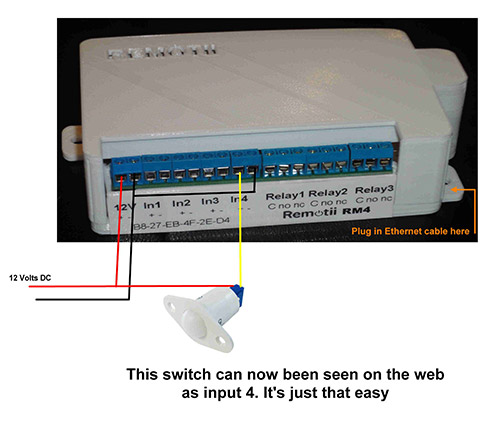 REMOTII
12V In1 In2 In3 In4 Relay1 Relay2 Relay3
+ - + - + - + - C no nc C no nc C no nc
B8-27-EB-4F-2E-D4 Remotii RM4
Plug in Ethernet cable here
12 Volts DC
This switch can now been seen on the web
as input 4. It's just that easy